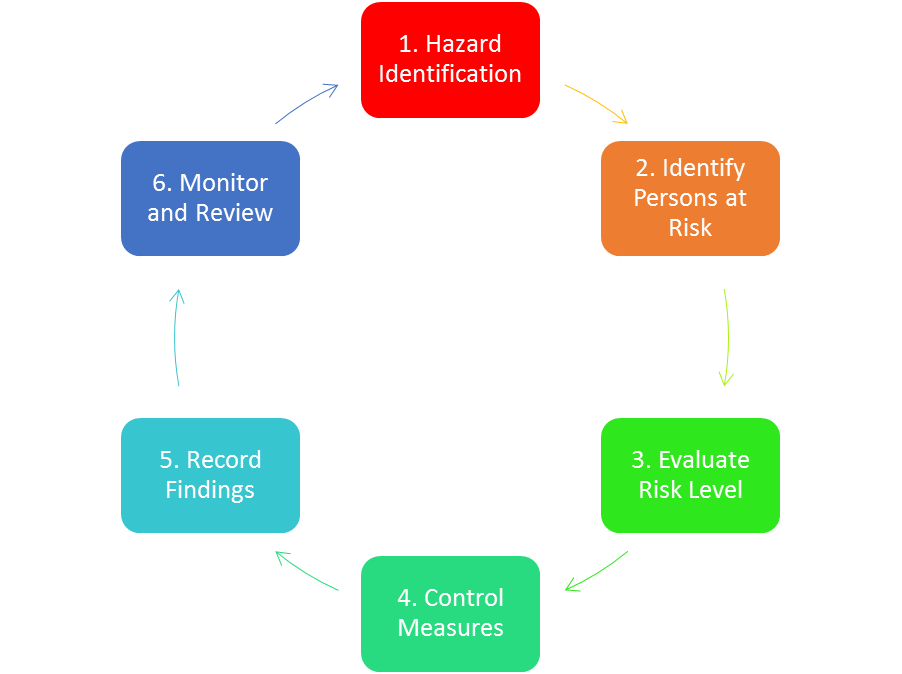 1. Hazard
Identification
2. Identify
Persons at
Risk
3. Evaluate
Risk Level
4. Control
Measures
5. Record
Findings
6. Monitor
and Review